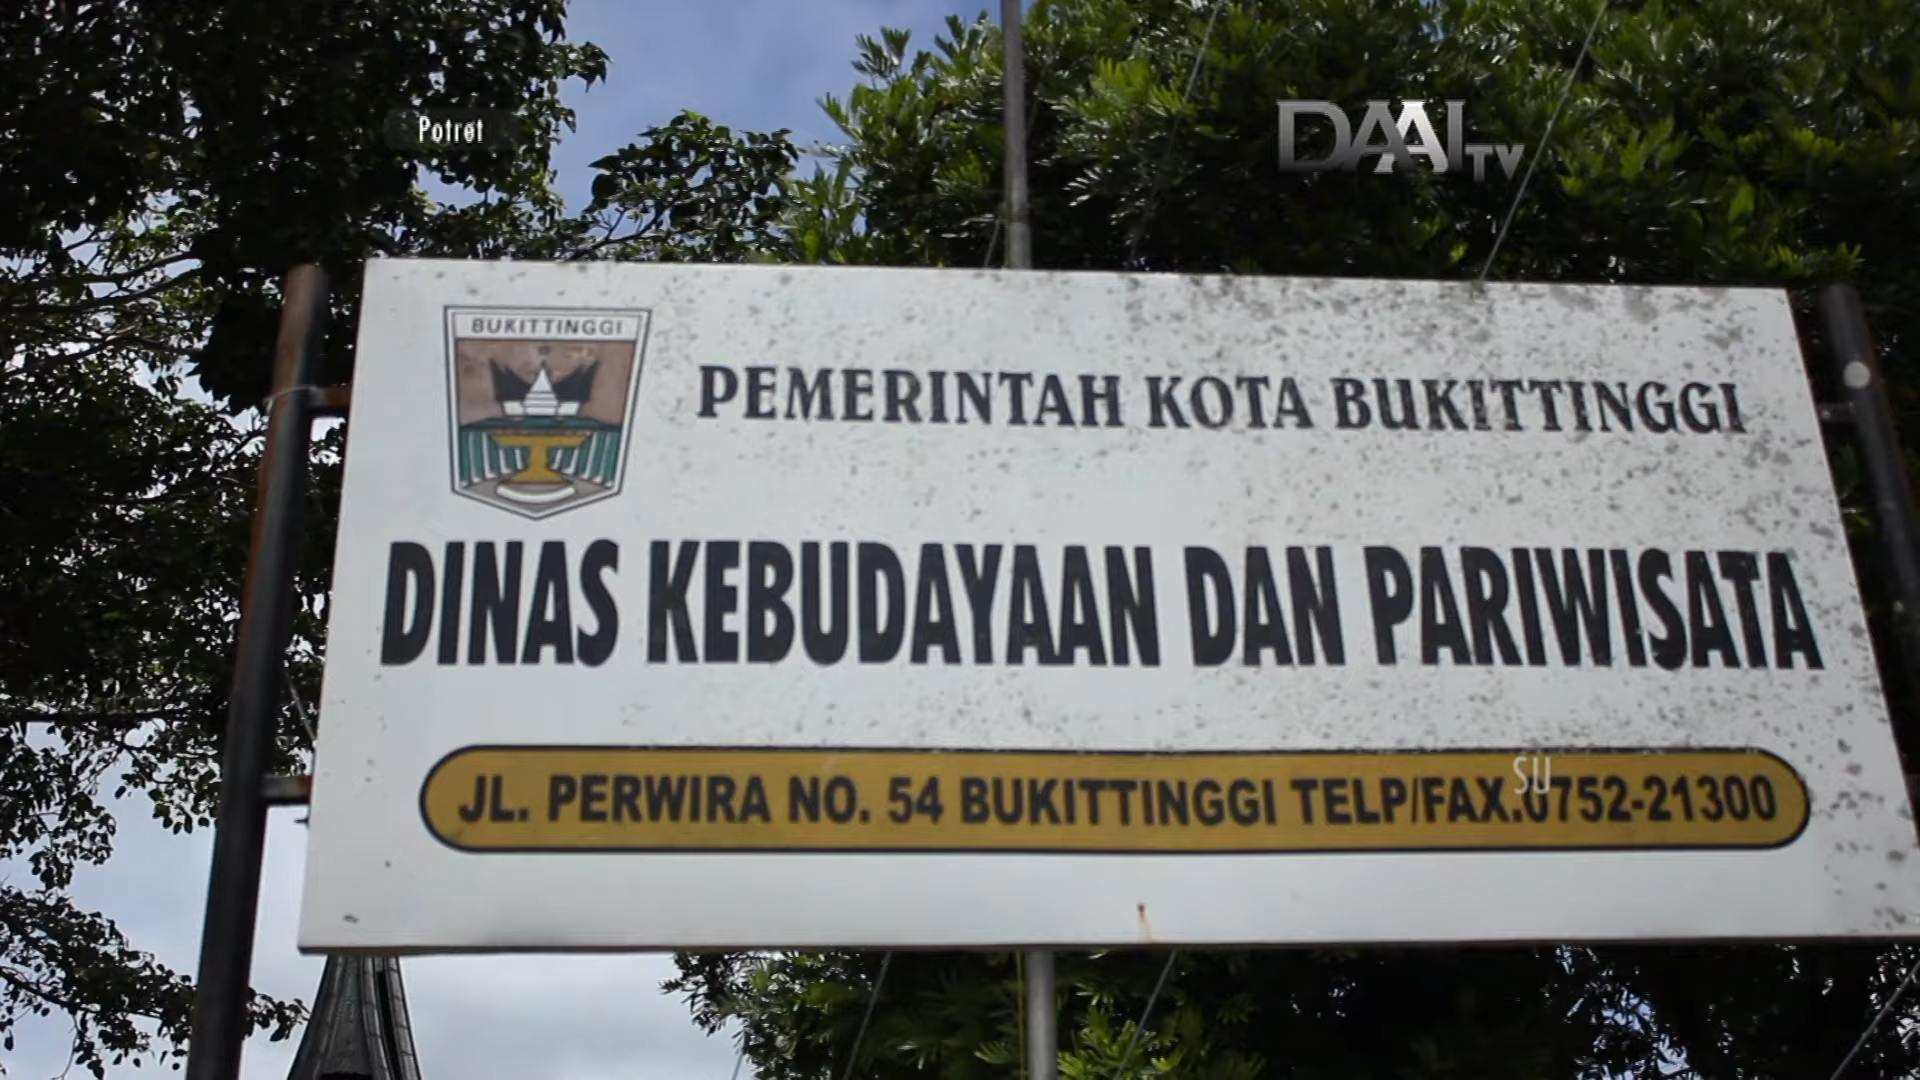 Potret
DAAI TV
BUKITTINGGI
PEMERINTAH KOTA BUKITTINGGI
DINAS KEBUDAYAAN DAN PARIWISATA
SU
JL. PERWIRA NO. 54 BUKITTINGGI TELP/FAX.0752-21300